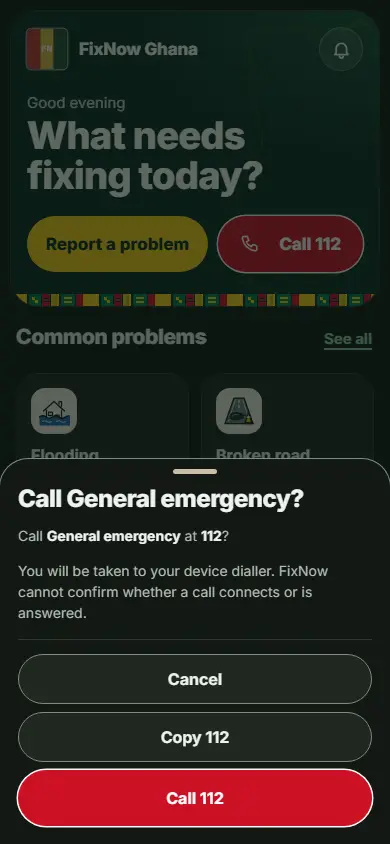 FN
FixNow Ghana
Good evening
What needs
fixing today?
Report a problem
Call 112
Common problems
See all
Flooding
Broken road
Call General emergency?
Call General emergency at 112?
You will be taken to your device dialler. FixNow
cannot confirm whether a call connects or is
answered.
Cancel
Copy 112
Call 112